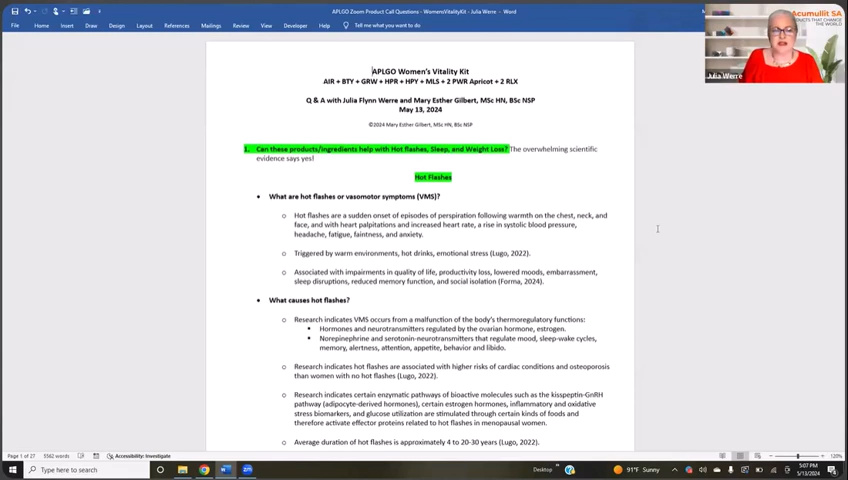 APLGO Zoom Product Call Questions - WomensVitalityKit - Julia Werre - Word
File Home Insert Draw Design Layout References Mailings Review View Developer Help Tell me what you want to do
Acumullit SA
PRODUCTS THAT CHANGE
THE WORLD
Julia Werre
APLGO Women's Vitality Kit
AIR + BTY + GRW + HPR + HPY + MLS + 2 PWR Apricot + 2 RLX
Q & A with Julia Flynn Werre and Mary Esther Gilbert, MSc HN, BSc NSP
May 13, 2024
©2024 Mary Esther Gilbert, MSc HN, BSc NSP
1. Can these products/ingredients help with Hot flashes, Sleep, and Weight Loss? The overwhelming scientific
evidence says yes!
Hot Flashes
• What are hot flashes or vasomotor symptoms (VMS)?
o Hot flashes are a sudden onset of episodes of perspiration following warmth on the chest, neck, and
face, and with heart palpitations and increased heart rate, a rise in systolic blood pressure,
headache, fatigue, faintness, and anxiety.
o Triggered by warm environments, hot drinks, emotional stress (Lugo, 2022).
o Associated with impairments in quality of life, productivity loss, lowered moods, embarrassment,
sleep disruptions, reduced memory function, and social isolation (Forma, 2024).
• What causes hot flashes?
o Research indicates VMS occurs from a malfunction of the body's thermoregulatory functions:
▪ Hormones and neurotransmitters regulated by the ovarian hormone, estrogen.
▪ Norepinephrine and serotonin-neurotransmitters that regulate mood, sleep-wake cycles,
memory, alertness, attention, appetite, behavior and libido.
o Research indicates hot flashes are associated with higher risks of cardiac conditions and osteoporosis
than women with no hot flashes (Lugo, 2022).
o Research indicates certain enzymatic pathways of bioactive molecules such as the kisspeptin-GnRH
pathway (adipocyte-derived hormones), certain estrogen hormones, inflammatory and oxidative
stress biomarkers, and glucose utilization are stimulated through certain kinds of foods and
therefore activate effector proteins related to hot flashes in menopausal women.
o Average duration of hot flashes is approximately 4 to 20-30 years (Lugo, 2022).
Page 1 of 27 5562 words Accessibility: Investigate 120%
Type here to search Desktop 91°F Sunny 5:07 PM
5/13/2024